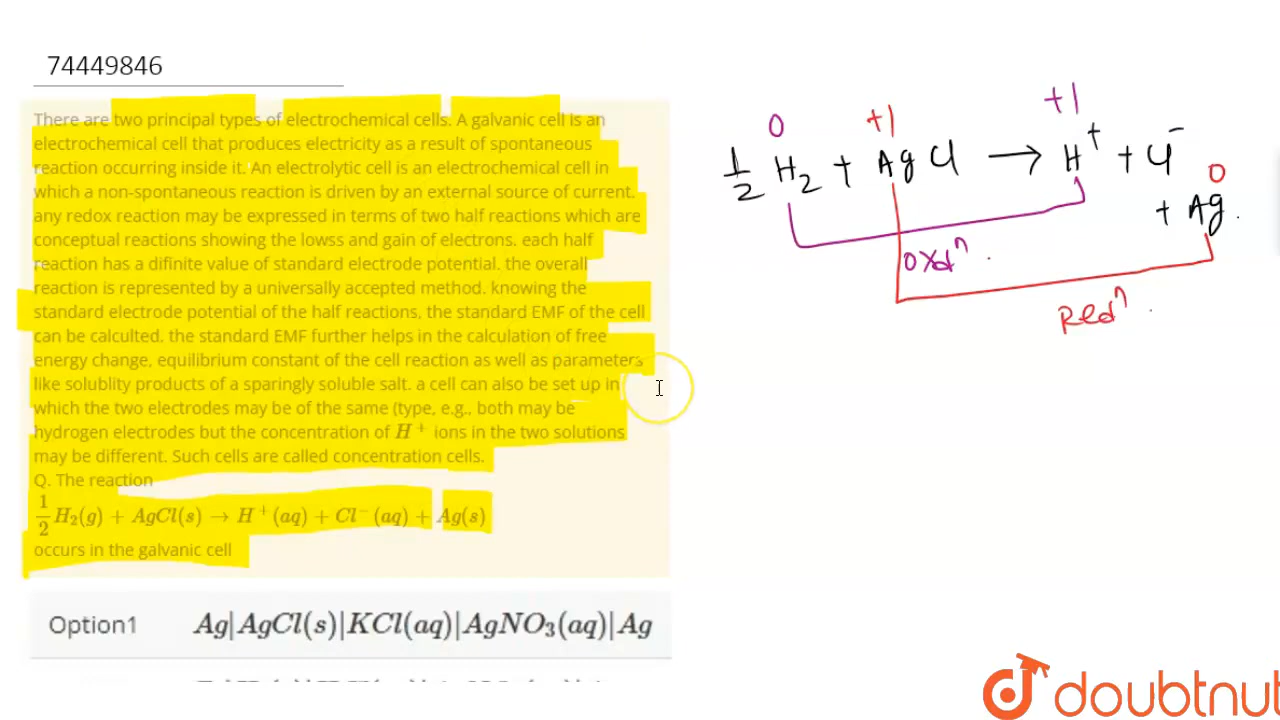 74449846
There are two principal types of electrochemical cells. A galvanic cell is an
electrochemical cell that produces electricity as a result of spontaneous
reaction occurring inside it. An electrolytic cell is an electrochemical cell in
which a non-spontaneous reaction is driven by an external source of current.
any redox reaction may be expressed in terms of two half reactions which are
conceptual reactions showing the lowss and gain of electrons. each half
reaction has a difinite value of standard electrode potential. the overall
reaction is represented by a universally accepted method. knowing the
standard electrode potential of the half reactions, the standard EMF of the cell
can be calculted. the standard EMF further helps in the calculation of free
energy change, equilibrium constant of the cell reaction as well as parameters
like solublity products of a sparingly soluble salt. a cell can also be set up in
which the two electrodes may be of the same (type, e.g., both may be
hydrogen electrodes but the concentration of H⁺ ions in the two solutions
may be different. Such cells are called concentration cells.
Q. The reaction
1/2 H₂(g) + AgCl(s) → H⁺(aq) + Cl⁻(aq) + Ag(s)
occurs in the galvanic cell
Option1 Ag|AgCl(s)|KCl(aq)|AgNO₃(aq)|Ag
0 +1 +1
1/2 H₂ + AgCl → H⁺ + Cl⁻
0
+ Ag.
Oxdⁿ.
Redⁿ.
doubtnut